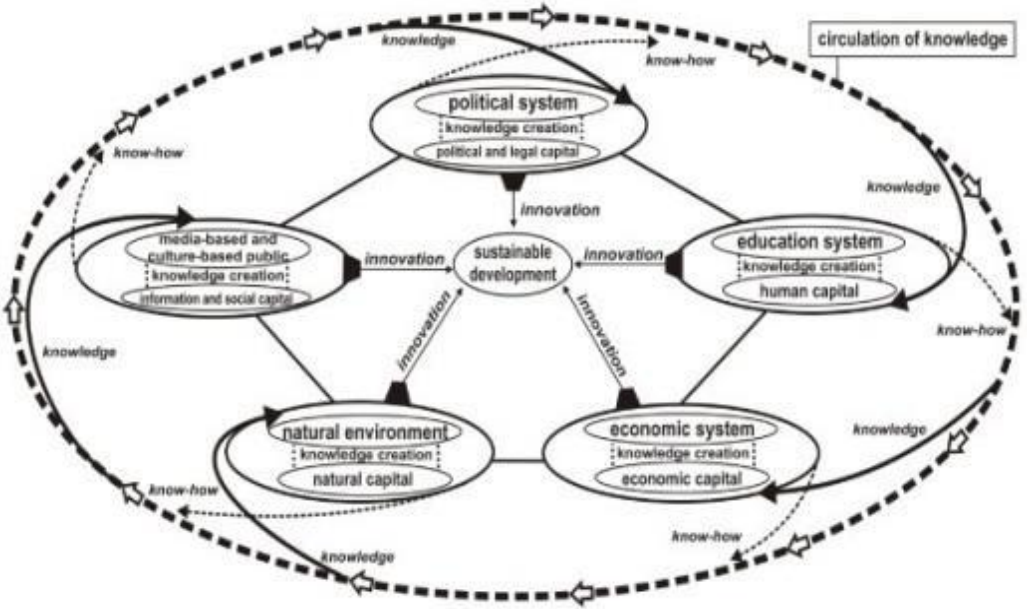 knowledge
know-how
circulation of knowledge
political system
knowledge creation
political and legal capital
know-how
knowledge
innovation
media-based and
culture-based public
knowledge creation
information and social capital
innovation
sustainable
development
innovation
education system
knowledge creation
human capital
know-how
knowledge
innovation
innovation
knowledge
natural environment
knowledge creation
natural capital
economic system
knowledge creation
economic capital
know-how
know-how
knowledge